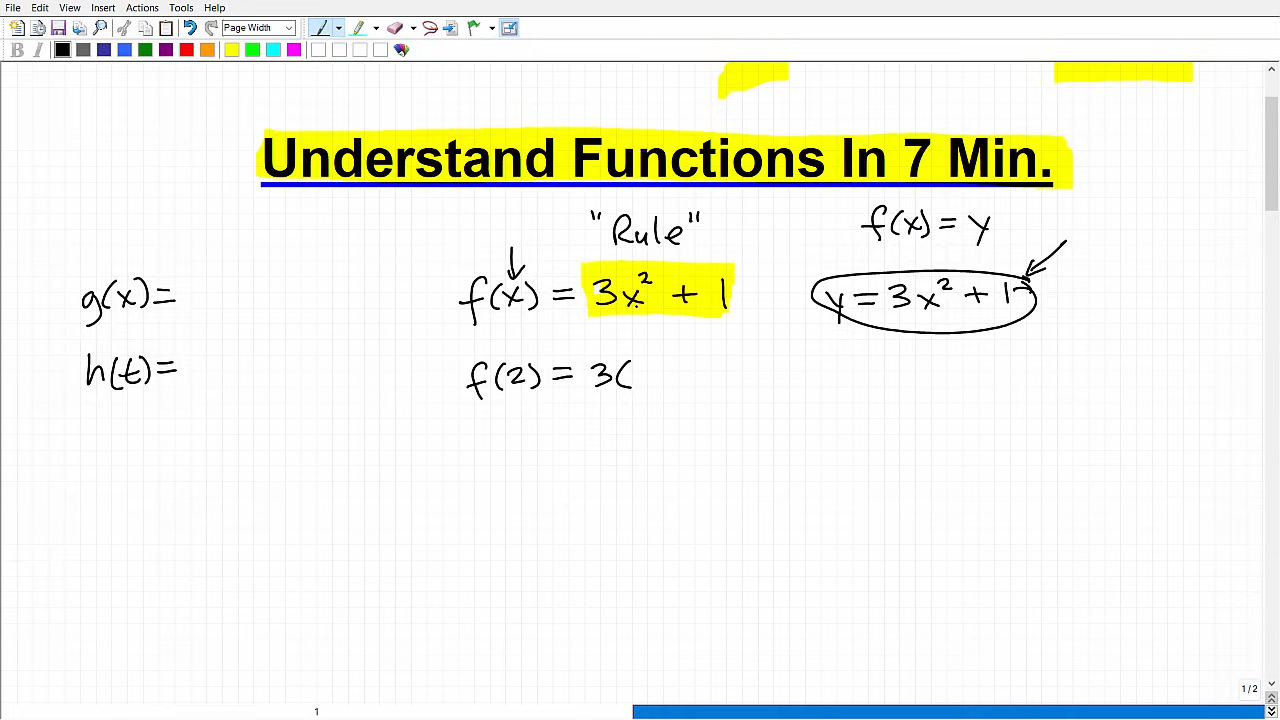 File Edit View Insert Actions Tools Help
Page Width
B I
Understand Functions In 7 Min.
"Rule"
f(x) = y
g(x)=
f(x) = 3x² + 1
y = 3x² + 1
h(t)=
f(2) = 3(
1/2
1